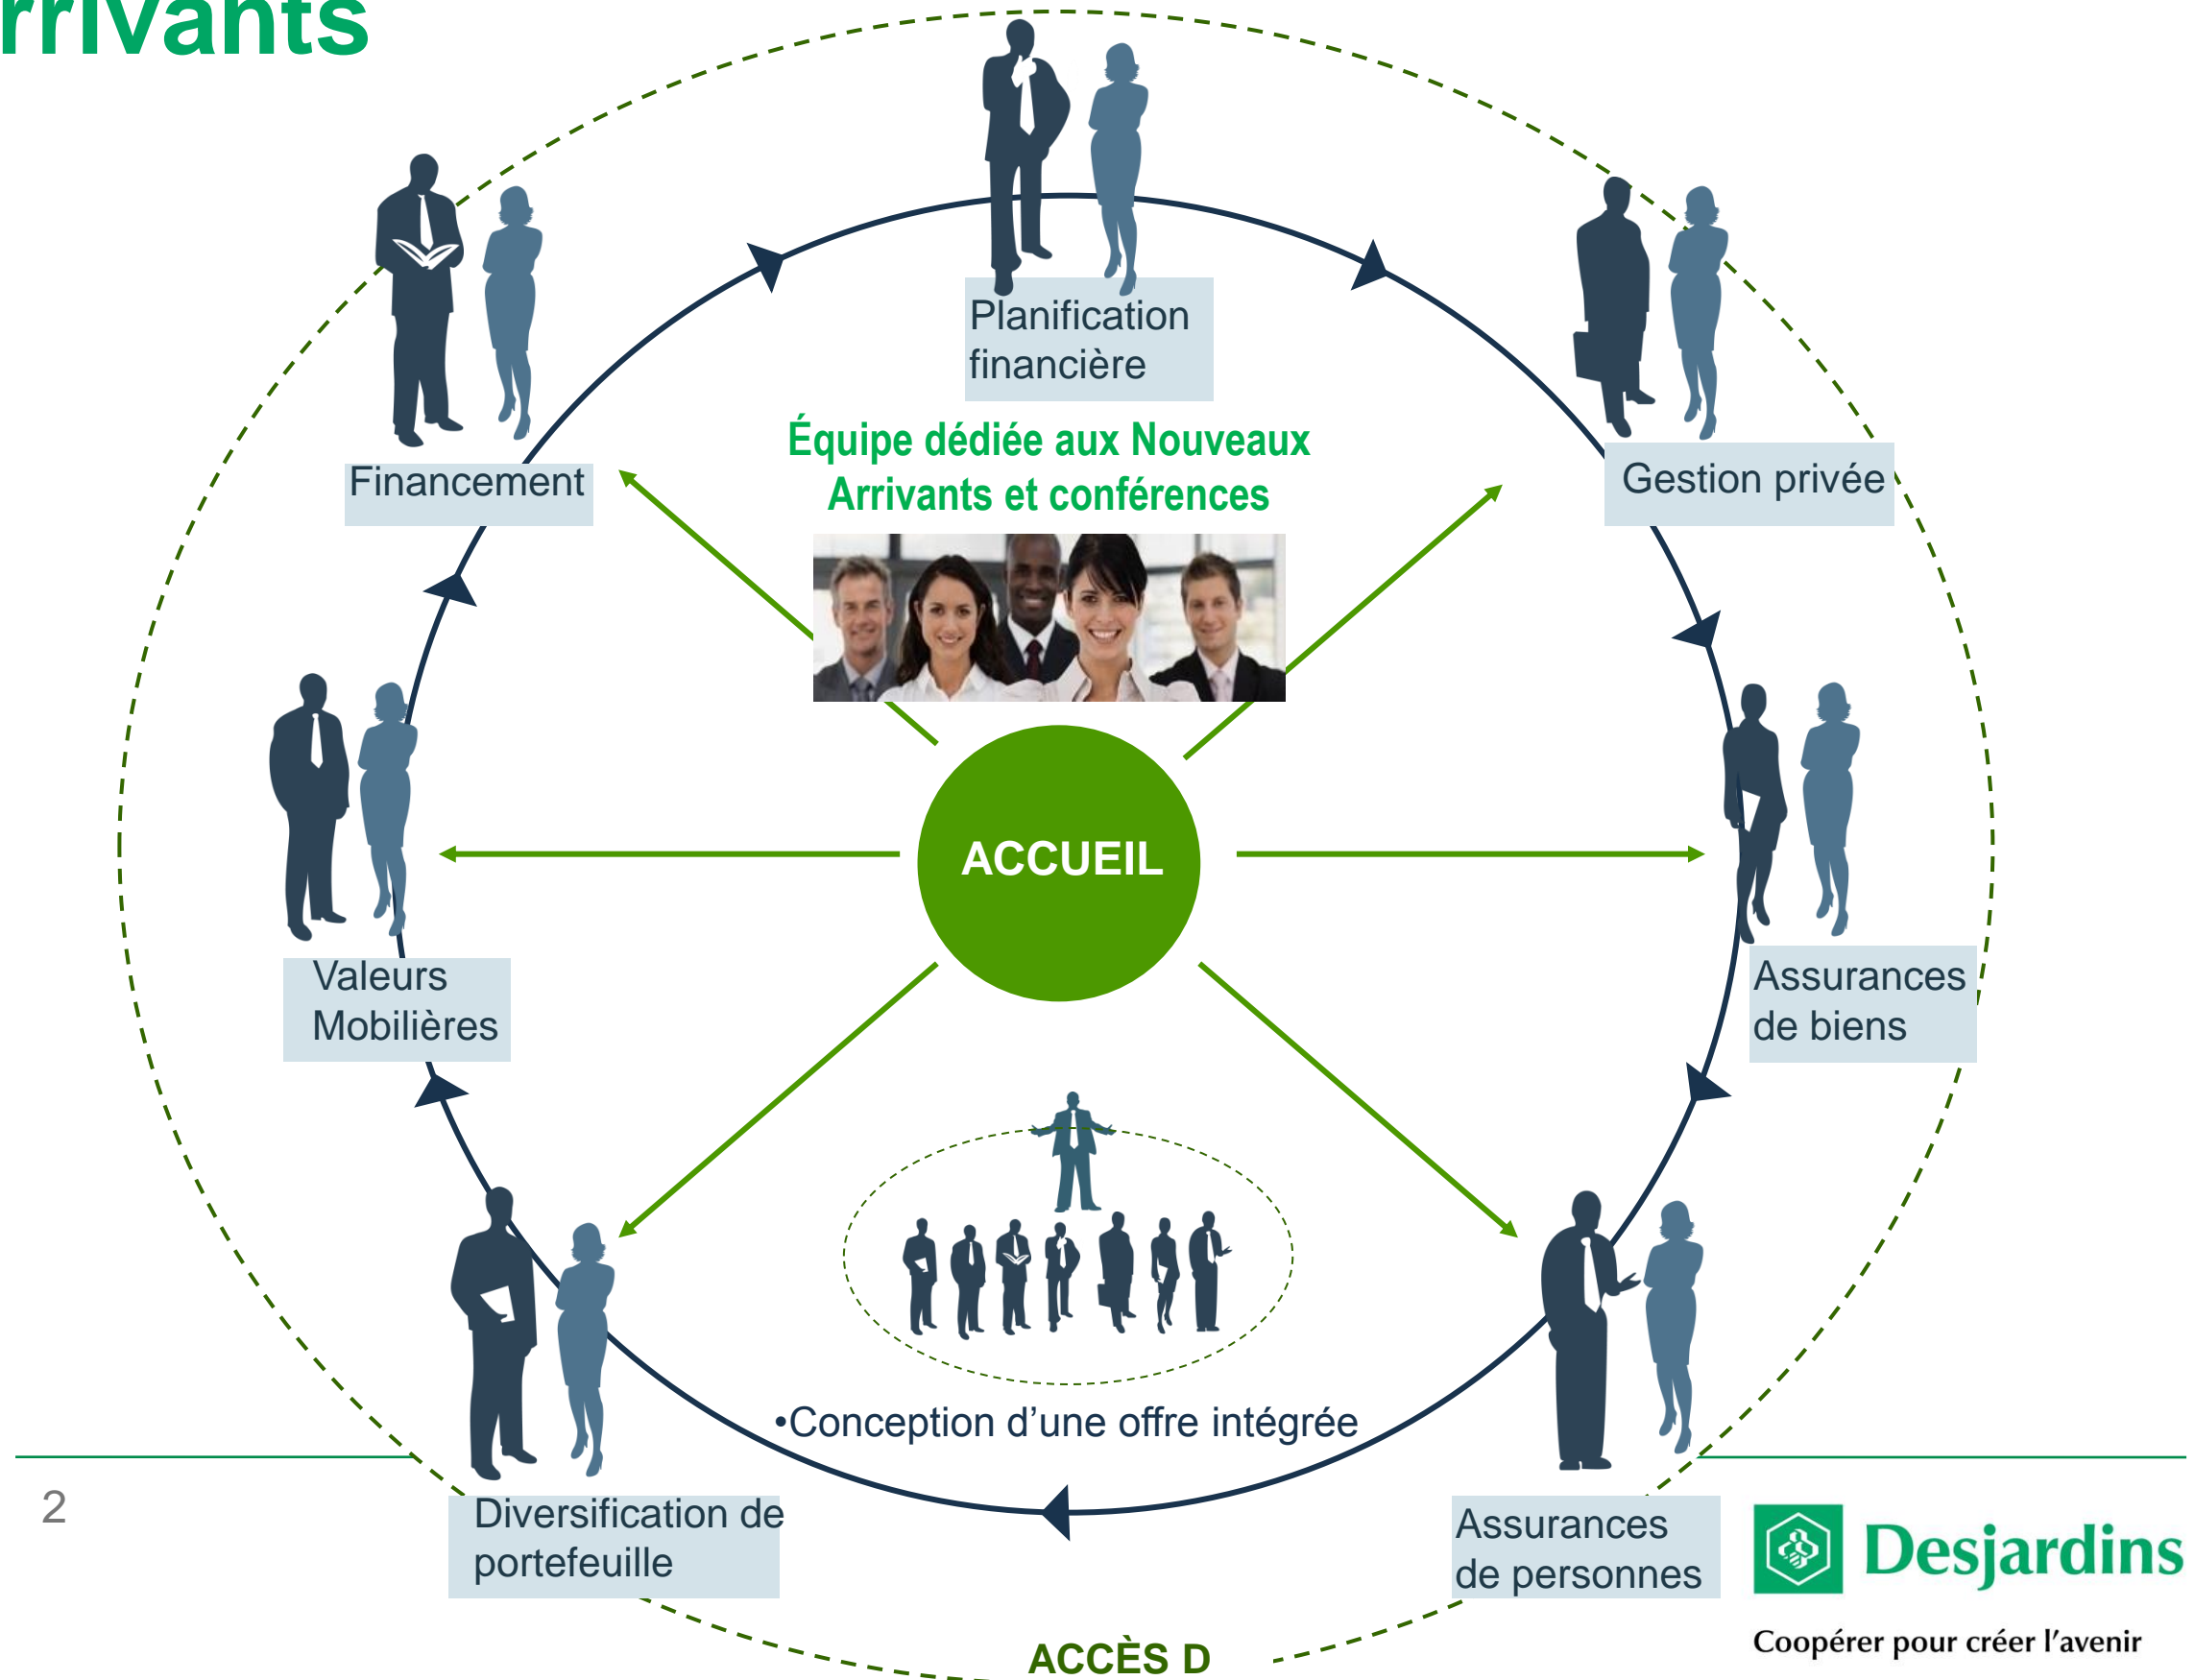 rrivants
Planification
financière
Équipe dédiée aux Nouveaux
Arrivants et conférences
Financement
Gestion privée
ACCUEIL
Valeurs
Mobilières
Assurances
de biens
•Conception d’une offre intégrée
2
Diversification de
portefeuille
Assurances
de personnes
Desjardins
Coopérer pour créer l’avenir
ACCÈS D